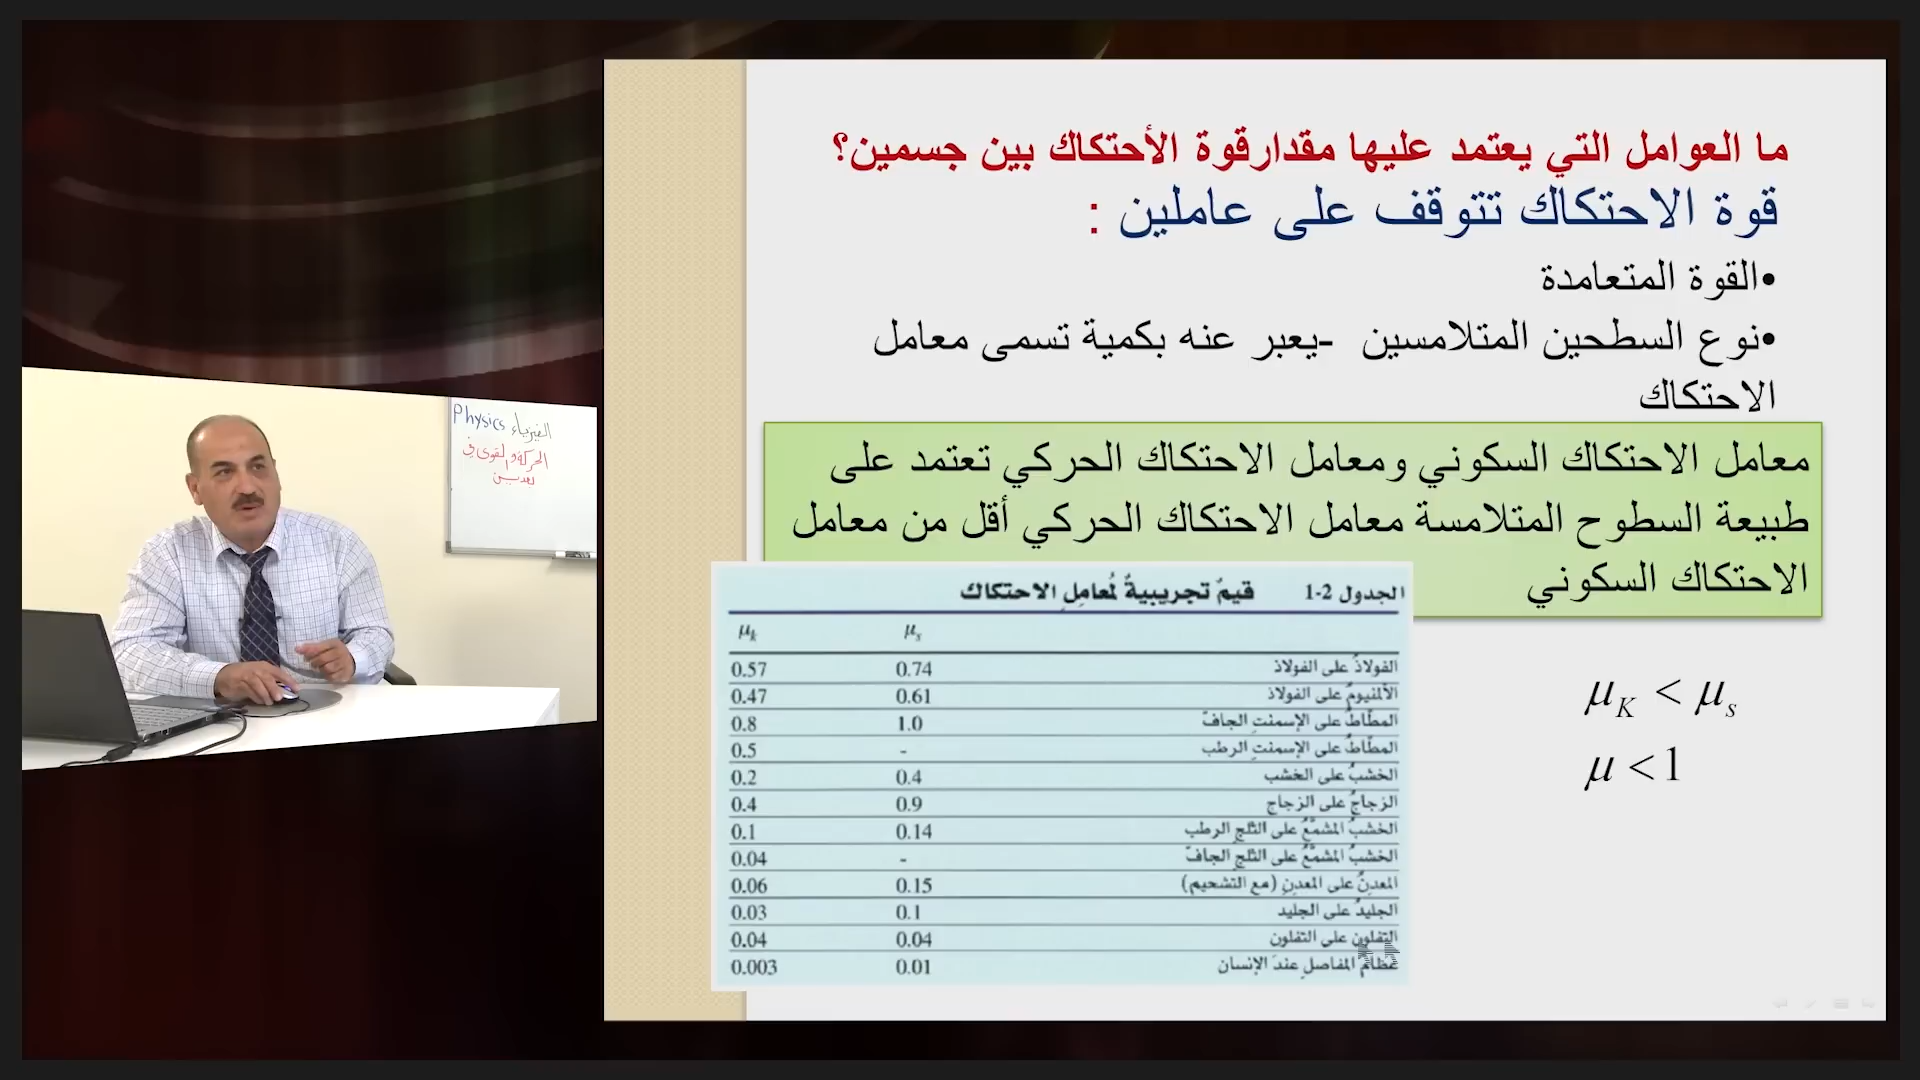 ما العوامل التي يعتمد عليها مقدارقوة الأحتكاك بين جسمين؟
قوة الاحتكاك تتوقف على عاملين :
•القوة المتعامدة
•نوع السطحين المتلامسين -يعبر عنه بكمية تسمى معامل
الاحتكاك
معامل الاحتكاك السكوني ومعامل الاحتكاك الحركي تعتمد على
طبيعة السطوح المتلامسة معامل الاحتكاك الحركي أقل من معامل
الاحتكاك السكوني
الجدول 2-1 قيمٌ تجريبيةٌ لمُعاملِ الاحتكاك
μs μk
الفولاذُ على الفولاذ 0.74 0.57
الألمنيومُ على الفولاذ 0.61 0.47
المطّاطُ على الإسمنتِ الجافّ 1.0 0.8
المطّاطُ على الإسمنتِ الرطب - 0.5
الخشبُ على الخشب 0.4 0.2
الزجاجُ على الزجاج 0.9 0.4
الخشبُ المشمّعُ على الثلجِ الرطب 0.14 0.1
الخشبُ المشمّعُ على الثلجِ الجافّ - 0.04
المعدنُ على المعدنِ (مع التشحيم) 0.15 0.06
الجليدُ على الجليد 0.1 0.03
التفلون على التفلون 0.04 0.04
عظامُ المفاصلِ عندَ الإنسان 0.01 0.003
μK < μs
μ < 1
الفيزياء Physics
الحركة والقوى في
بعدين